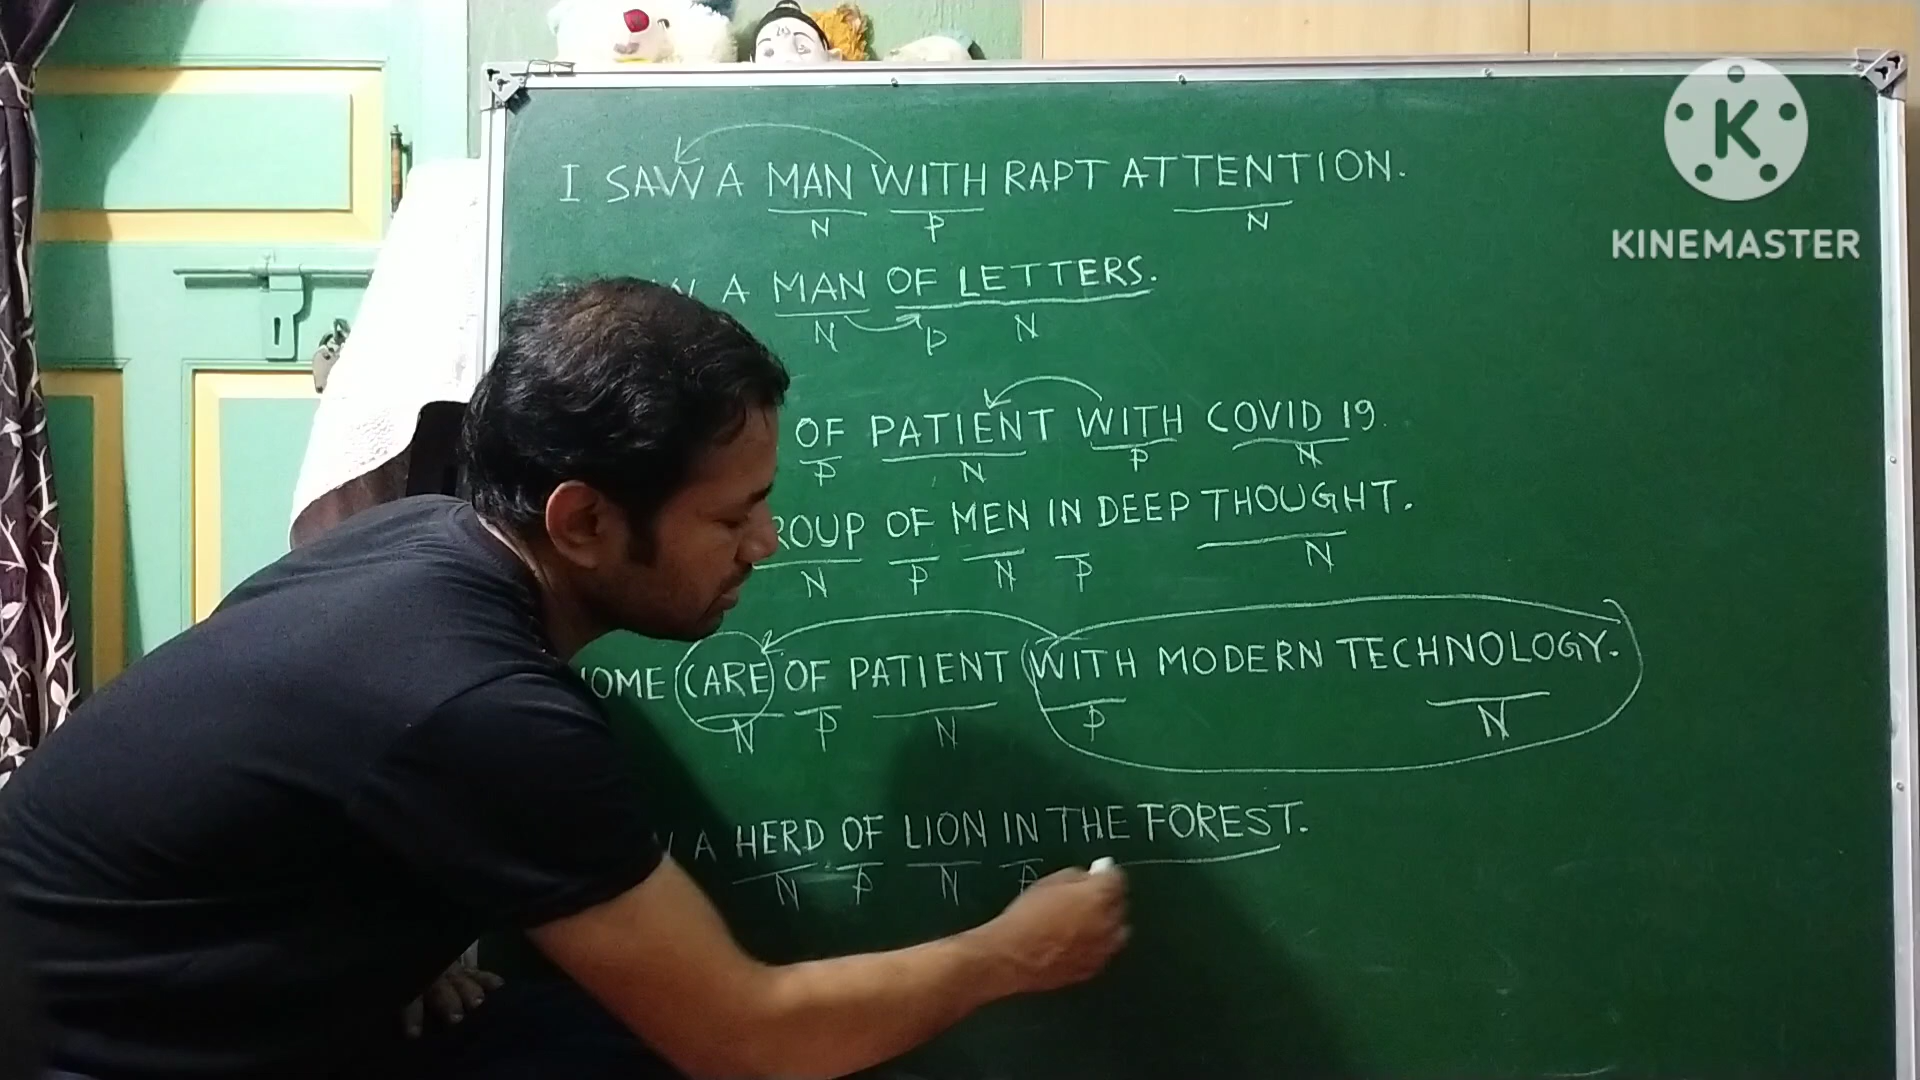 I SAW A MAN WITH RAPT ATTENTION.
N P N
A MAN OF LETTERS.
N P N
OF PATIENT WITH COVID 19.
P N P N
ROUP OF MEN IN DEEP THOUGHT.
N P N P N
OME CARE OF PATIENT WITH MODERN TECHNOLOGY.
N P N P N
A HERD OF LION IN THE FOREST.
N P N P
K
KINEMASTER